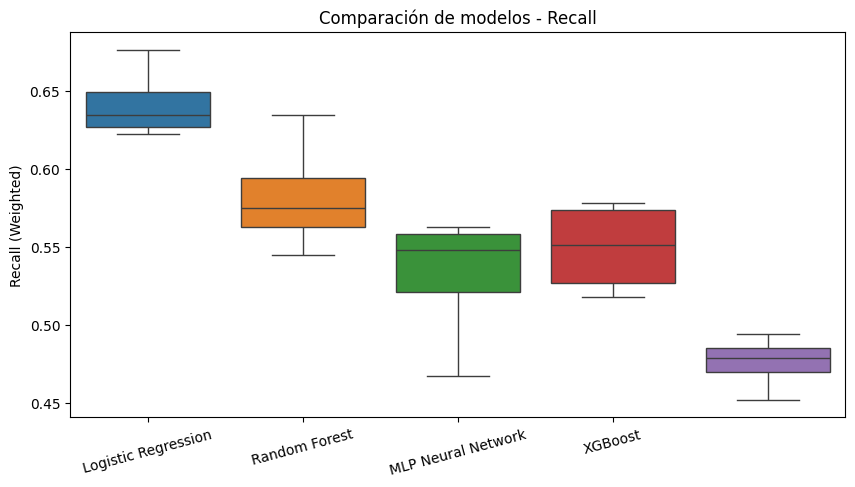 Comparación de modelos - Recall
Recall (Weighted)
0.65
0.60
0.55
0.50
0.45
Logistic Regression
Random Forest
MLP Neural Network
XGBoost